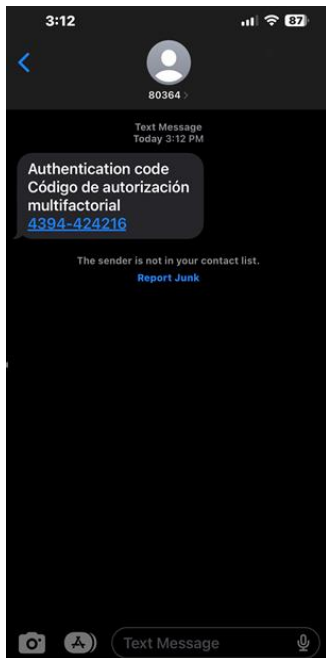 3:12
87
80364 >
Text Message
Today 3:12 PM
Authentication code
Código de autorización
multifactorial
4394-424216
The sender is not in your contact list.
Report Junk
Text Message